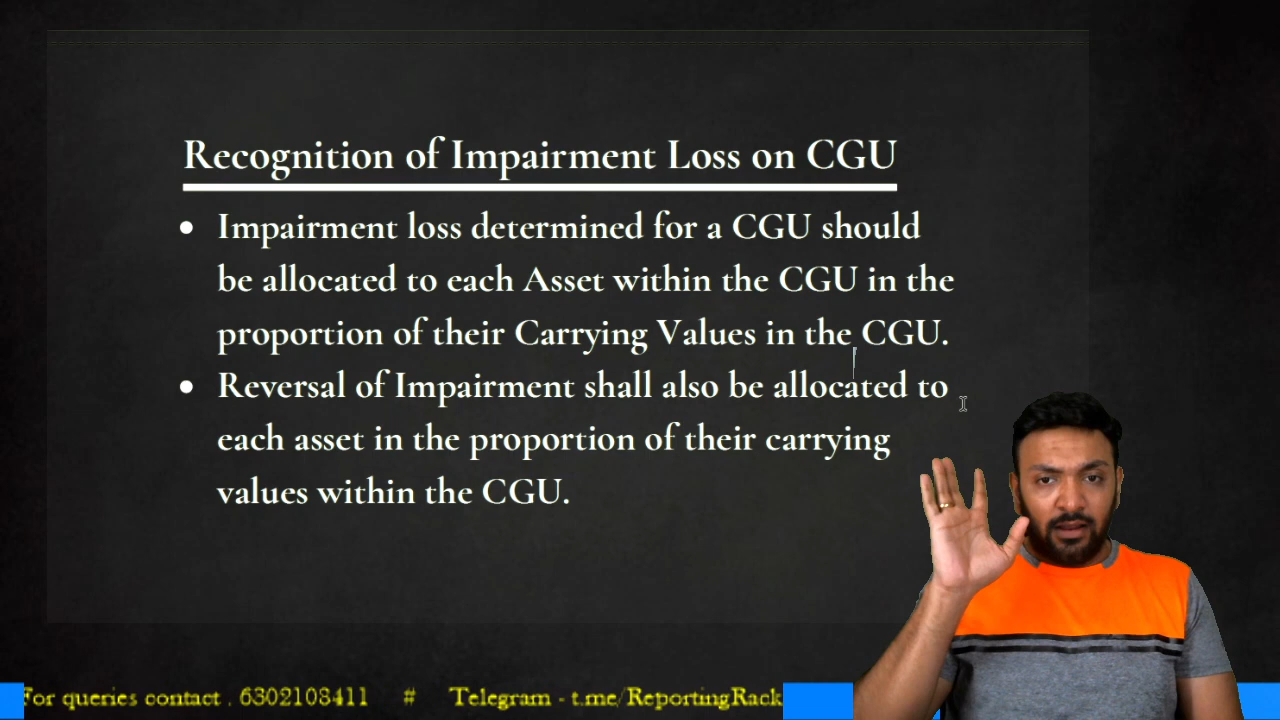 Recognition of Impairment Loss on CGU
• Impairment loss determined for a CGU should
be allocated to each Asset within the CGU in the
proportion of their Carrying Values in the CGU.
• Reversal of Impairment shall also be allocated to
each asset in the proportion of their carrying
values within the CGU.
For queries contact . 6302108411 # Telegram - t.me/ReportingRack